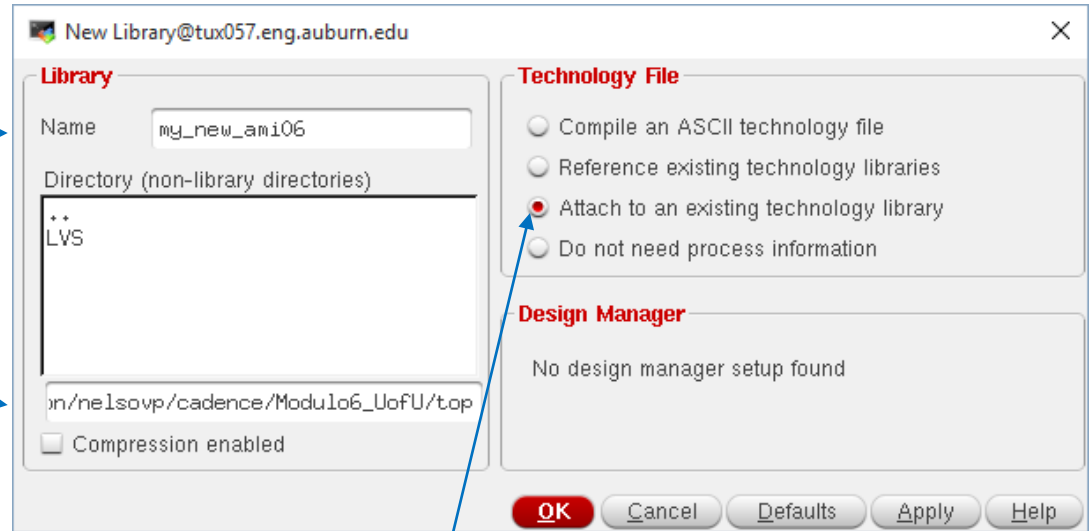 New Library@tux057.eng.auburn.edu
Library
Name my_new_ami06
Directory (non-library directories)
..
LVS
on/nelsovp/cadence/Modulo6_UofU/top
Compression enabled
Technology File
Compile an ASCII technology file
Reference existing technology libraries
Attach to an existing technology library
Do not need process information
Design Manager
No design manager setup found
OK Cancel Defaults Apply Help